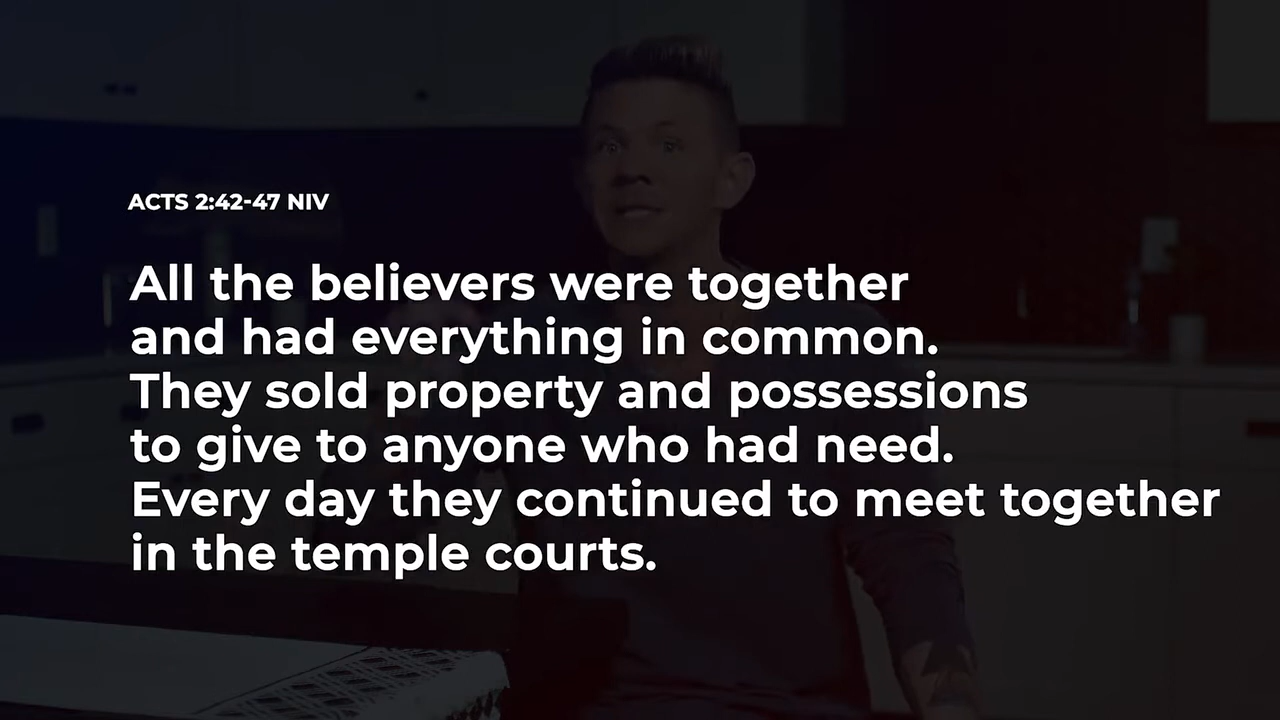 ACTS 2:42-47 NIV
All the believers were together
and had everything in common.
They sold property and possessions
to give to anyone who had need.
Every day they continued to meet together
in the temple courts.